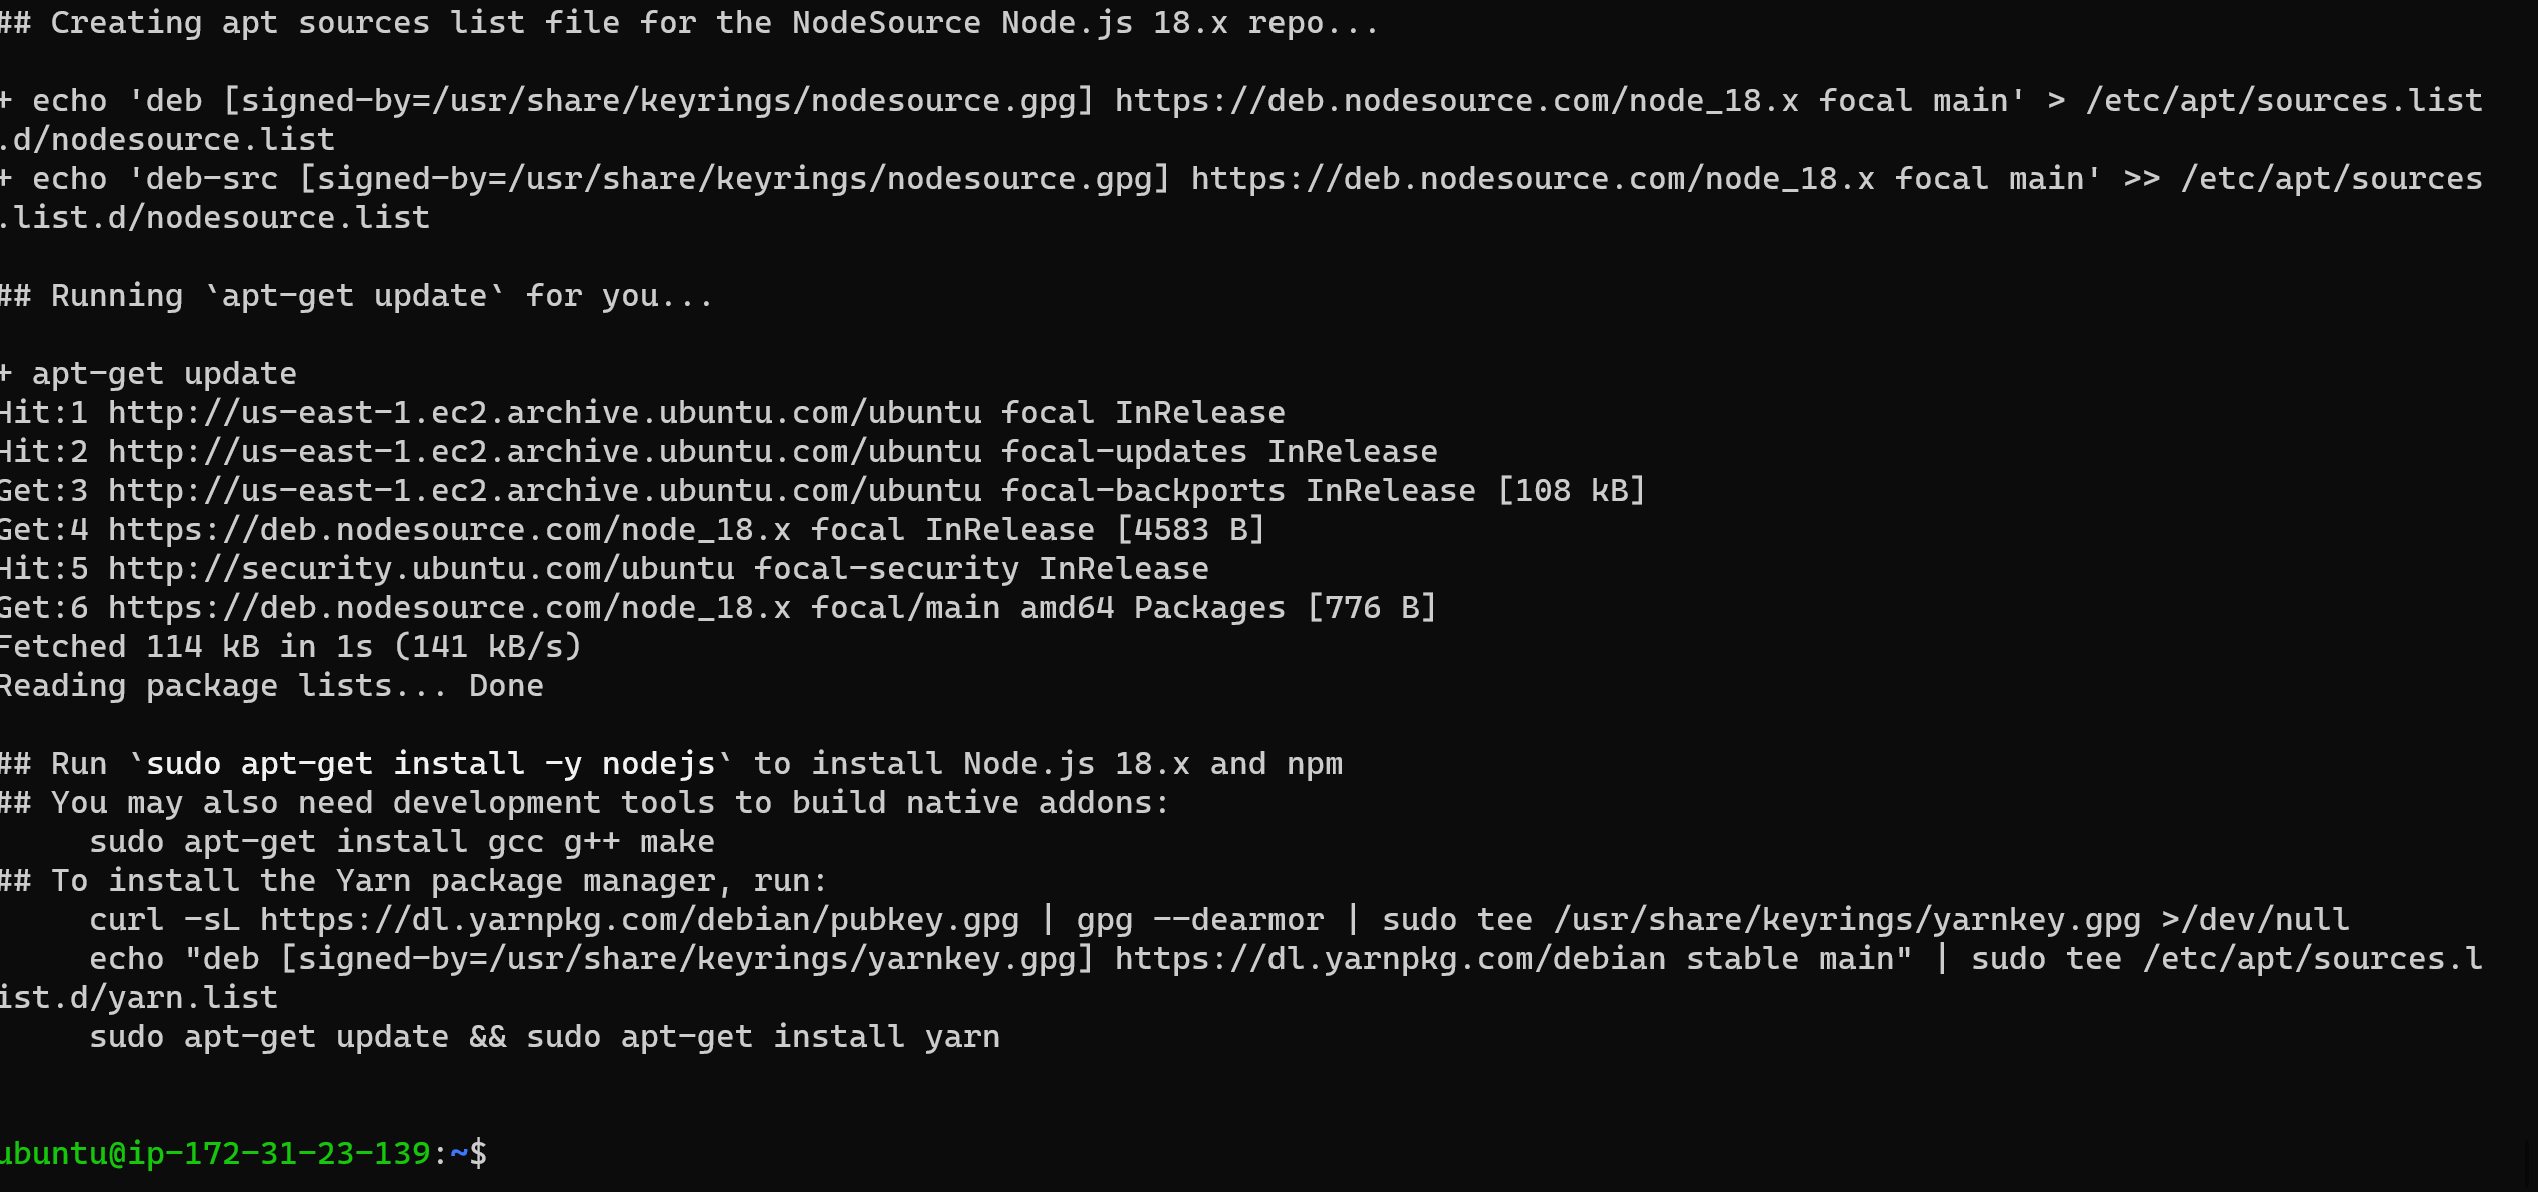 ## Creating apt sources list file for the NodeSource Node.js 18.x repo...
+ echo 'deb [signed-by=/usr/share/keyrings/nodesource.gpg] https://deb.nodesource.com/node_18.x focal main' > /etc/apt/sources.list
.d/nodesource.list
+ echo 'deb-src [signed-by=/usr/share/keyrings/nodesource.gpg] https://deb.nodesource.com/node_18.x focal main' >> /etc/apt/sources
.list.d/nodesource.list
## Running `apt-get update` for you...
+ apt-get update
Hit:1 http://us-east-1.ec2.archive.ubuntu.com/ubuntu focal InRelease
Hit:2 http://us-east-1.ec2.archive.ubuntu.com/ubuntu focal-updates InRelease
Get:3 http://us-east-1.ec2.archive.ubuntu.com/ubuntu focal-backports InRelease [108 kB]
Get:4 https://deb.nodesource.com/node_18.x focal InRelease [4583 B]
Hit:5 http://security.ubuntu.com/ubuntu focal-security InRelease
Get:6 https://deb.nodesource.com/node_18.x focal/main amd64 Packages [776 B]
Fetched 114 kB in 1s (141 kB/s)
Reading package lists... Done
## Run `sudo apt-get install -y nodejs` to install Node.js 18.x and npm
## You may also need development tools to build native addons:
     sudo apt-get install gcc g++ make
## To install the Yarn package manager, run:
     curl -sL https://dl.yarnpkg.com/debian/pubkey.gpg | gpg --dearmor | sudo tee /usr/share/keyrings/yarnkey.gpg >/dev/null
     echo "deb [signed-by=/usr/share/keyrings/yarnkey.gpg] https://dl.yarnpkg.com/debian stable main" | sudo tee /etc/apt/sources.l
ist.d/yarn.list
     sudo apt-get update && sudo apt-get install yarn
ubuntu@ip-172-31-23-139:~$